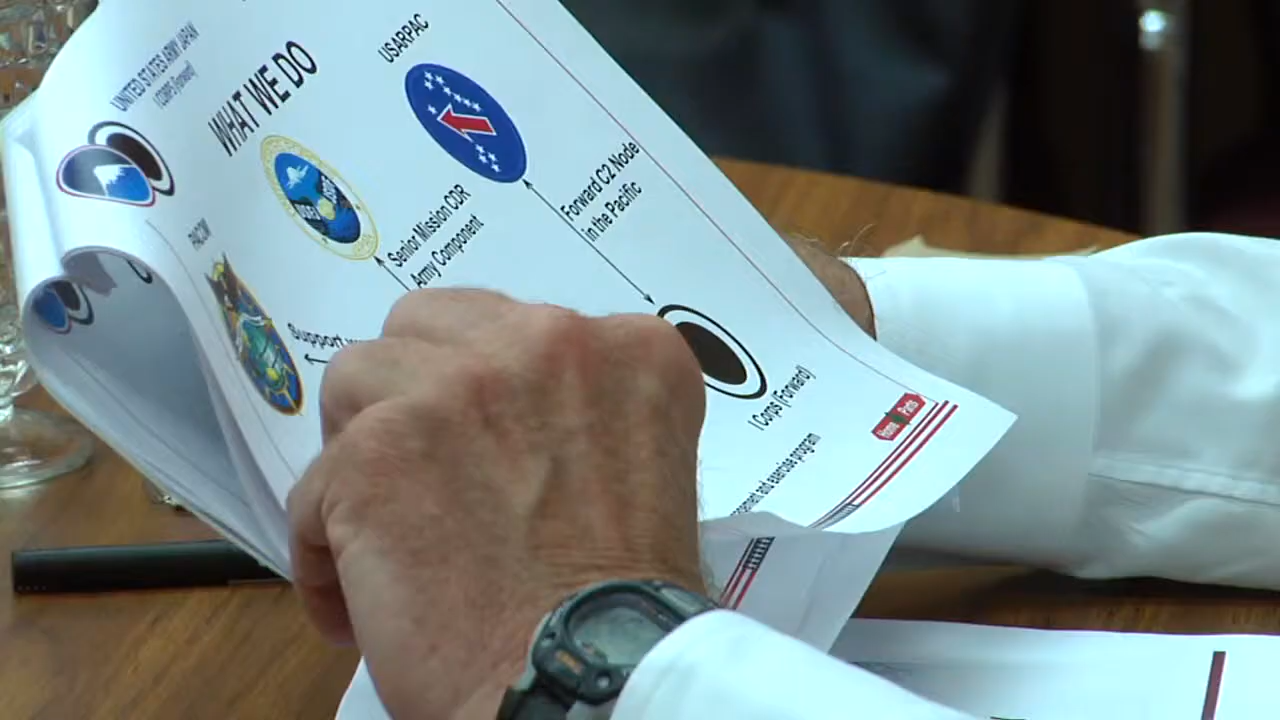 UNITED STATES ARMY JAPAN
I CORPS (Forward)
WHAT WE DO
USARPAC
USFJ
PACOM
Senior Mission CDR
Army Component
Forward C2 Node
in the Pacific
Support
I Corps (Forward)
and exercise program